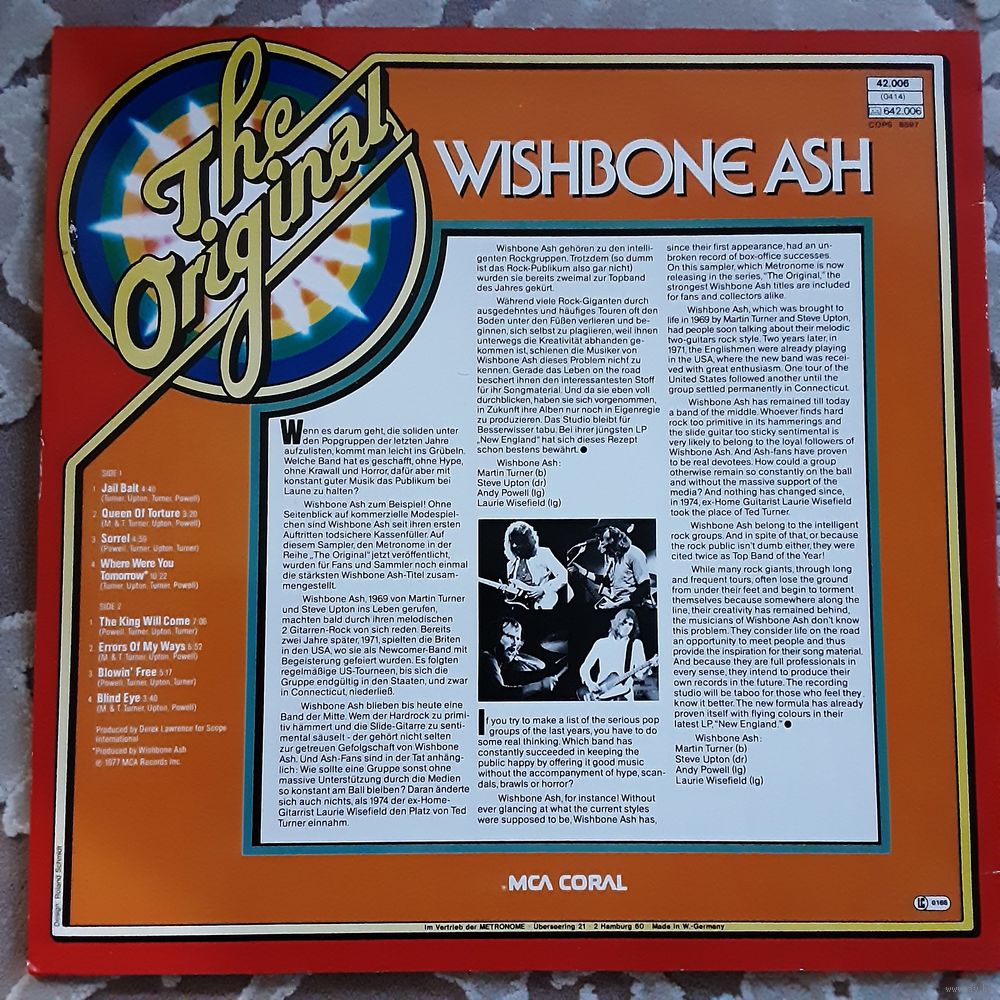 The
Original
WISHBONE ASH
42.006
(0414)
642.006
COPS 8697
SIDE 1
1 Jail Bait 4:40
(Turner, Upton, Turner, Powell)
2 Queen Of Torture 3:20
(M. & T. Turner, Upton, Powell)
3 Sorrel 4:59
(Powell, Turner, Upton, Turner)
4 Where Were You
Tomorrow* 10:22
(Turner, Upton, Turner, Powell)
SIDE 2
1 The King Will Come 7:06
(Powell, Turner, Upton, Turner)
2 Errors Of My Ways 6:52
(M. & T. Turner, Upton, Powell)
3 Blowin' Free 5:17
(Powell, Turner, Upton, Turner)
4 Blind Eye 3:40
(M. & T. Turner, Upton, Powell)
Produced by Derek Lawrence for Scope
International
*Produced by Wishbone Ash
℗ 1977 MCA Records Inc.
Wenn es darum geht, die soliden unter
den Popgruppen der letzten Jahre
aufzulisten, kommt man leicht ins Grübeln.
Welche Band hat es geschafft, ohne Hype,
ohne Krawall und Horror, dafür aber mit
konstant guter Musik das Publikum bei
Laune zu halten?
Wishbone Ash zum Beispiel! Ohne
Seitenblick auf kommerzielle Modespiel-
chen sind Wishbone Ash seit ihren ersten
Auftritten todsichere Kassenfüller. Auf
diesem Sampler, den Metronome in der
Reihe „The Original" jetzt veröffentlicht,
wurden für Fans und Sammler noch einmal
die stärksten Wishbone Ash-Titel zusam-
mengestellt.
Wishbone Ash, 1969 von Martin Turner
und Steve Upton ins Leben gerufen,
machten bald durch ihren melodischen
2 Gitarren-Rock von sich reden. Bereits
zwei Jahre später, 1971, spielten die Briten
in den USA, wo sie als Newcomer-Band mit
Begeisterung gefeiert wurden. Es folgten
regelmäßige US-Tourneen, bis sich die
Gruppe endgültig in den Staaten, und zwar
in Connecticut, niederließ.
Wishbone Ash blieben bis heute eine
Band der Mitte. Wem der Hardrock zu primi-
tiv hämmert und die Slide-Gitarre zu senti-
mental säuselt - der gehört nicht selten
zur getreuen Gefolgschaft von Wishbone
Ash. Und Ash-Fans sind in der Tat anhäng-
lich: Wie sollte eine Gruppe sonst ohne
massive Unterstützung durch die Medien
so konstant am Ball bleiben? Daran änderte
sich auch nichts, als 1974 der ex-Home-
Gitarrist Laurie Wisefield den Platz von Ted
Turner einnahm.
Wishbone Ash gehören zu den intelli-
genten Rockgruppen. Trotzdem (so dumm
ist das Rock-Publikum also gar nicht)
wurden sie bereits zweimal zur Topband
des Jahres gekürt.
Während viele Rock-Giganten durch
ausgedehntes und häufiges Touren oft den
Boden unter den Füßen verlieren und be-
ginnen, sich selbst zu plagiieren, weil ihnen
unterwegs die Kreativität abhanden ge-
kommen ist, schienen die Musiker von
Wishbone Ash dieses Problem nicht zu
kennen. Gerade das Leben on the road
beschert ihnen den interessantesten Stoff
für ihr Songmaterial. Und da sie eben voll
durchblicken, haben sie sich vorgenommen,
in Zukunft ihre Alben nur noch in Eigenregie
zu produzieren. Das Studio bleibt für
Besserwisser tabu. Bei ihrer jüngsten LP
„New England" hat sich dieses Rezept
schon bestens bewährt. ●
Wishbone Ash:
Martin Turner (b)
Steve Upton (dr)
Andy Powell (lg)
Laurie Wisefield (lg)
If you try to make a list of the serious pop
groups of the last years, you have to do
some real thinking. Which band has
constantly succeeded in keeping the
public happy by offering it good music
without the accompanyment of hype, scan-
dals, brawls or horror?
Wishbone Ash, for instance! Without
ever glancing at what the current styles
were supposed to be, Wishbone Ash has,
since their first appearance, had an un-
broken record of box-office successes.
On this sampler, which Metronome is now
releasing in the series, "The Original," the
strongest Wishbone Ash titles are included
for fans and collectors alike.
Wishbone Ash, which was brought to
life in 1969 by Martin Turner and Steve Upton,
had people soon talking about their melodic
two-guitars rock style. Two years later, in
1971, the Englishmen were already playing
in the USA, where the new band was recei-
ved with great enthusiasm. One tour of the
United States followed another until the
group settled permanently in Connecticut.
Wishbone Ash has remained till today
a band of the middle. Whoever finds hard
rock too primitive in its hammerings and
the slide guitar too sticky sentimental is
very likely to belong to the loyal followers of
Wishbone Ash. And Ash-fans have proven
to be real devotees. How could a group
otherwise remain so constantly on the ball
and without the massive support of the
media? And nothing has changed since,
in 1974, ex-Home Guitarist Laurie Wisefield
took the place of Ted Turner.
Wishbone Ash belong to the intelligent
rock groups. And in spite of that, or because
the rock public isn't dumb either, they were
cited twice as Top Band of the Year!
While many rock giants, through long
and frequent tours, often lose the ground
from under their feet and begin to torment
themselves because somewhere along the
line, their creativity has remained behind,
the musicians of Wishbone Ash don't know
this problem. They consider life on the road
an opportunity to meet people and thus
provide the inspiration for their song material.
And because they are full professionals in
every sense, they intend to produce their
own records in the future. The recording
studio will be taboo for those who feel they
know it better. The new formula has already
proven itself with flying colours in their
latest LP, "New England." ●
Wishbone Ash:
Martin Turner (b)
Steve Upton (dr)
Andy Powell (lg)
Laurie Wisefield (lg)
MCA CORAL
LC 0166
Design: Roland Schmidt
Im Vertrieb der METRONOME · Überseering 21 · 2 Hamburg 60 · Made in W.-Germany